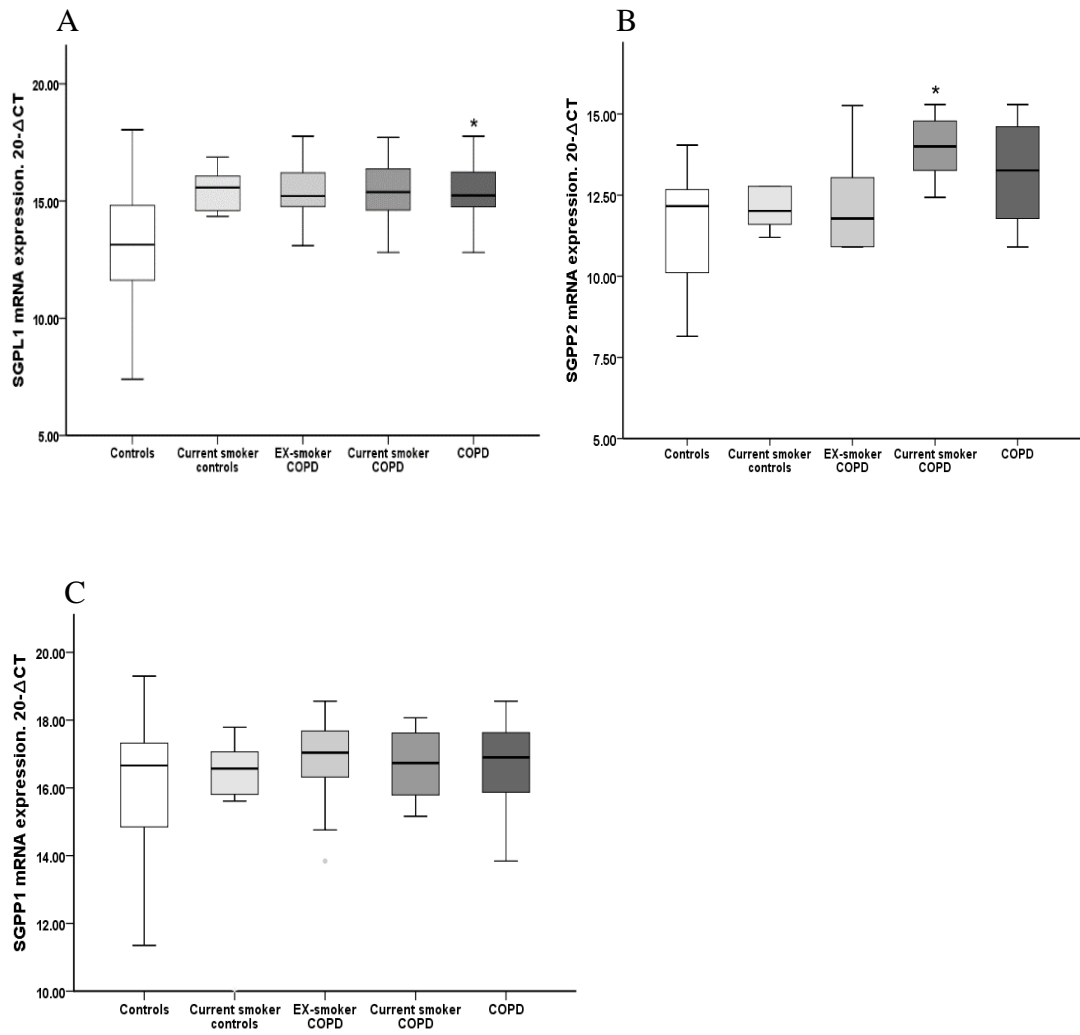 A
SGPL1 mRNA expression. 20-ΔCT
20.00
15.00
10.00
5.00
Controls
Current smoker
controls
EX-smoker
COPD
Current smoker
COPD
COPD
*
B
SGPP2 mRNA expression. 20-ΔCT
15.00
12.50
10.00
7.50
5.00
Controls
Current smoker
controls
EX-smoker
COPD
Current smoker
COPD
COPD
*
C
SGPP1 mRNA expression. 20-ΔCT
20.00
18.00
16.00
14.00
12.00
10.00
Controls
Current smoker
controls
EX-smoker
COPD
Current smoker
COPD
COPD